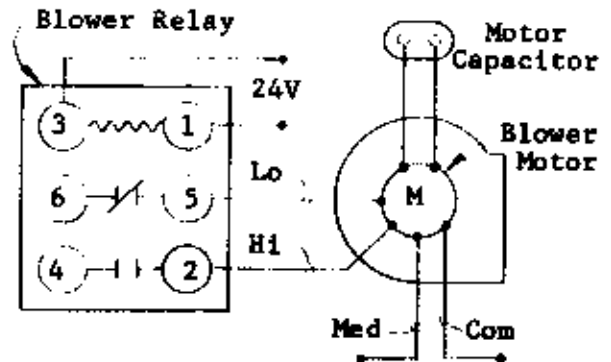 Blower Relay
Motor
Capacitor
24V
3
1
Blower
Motor
Lo
6
5
M
Hi
4
2
Med
Com